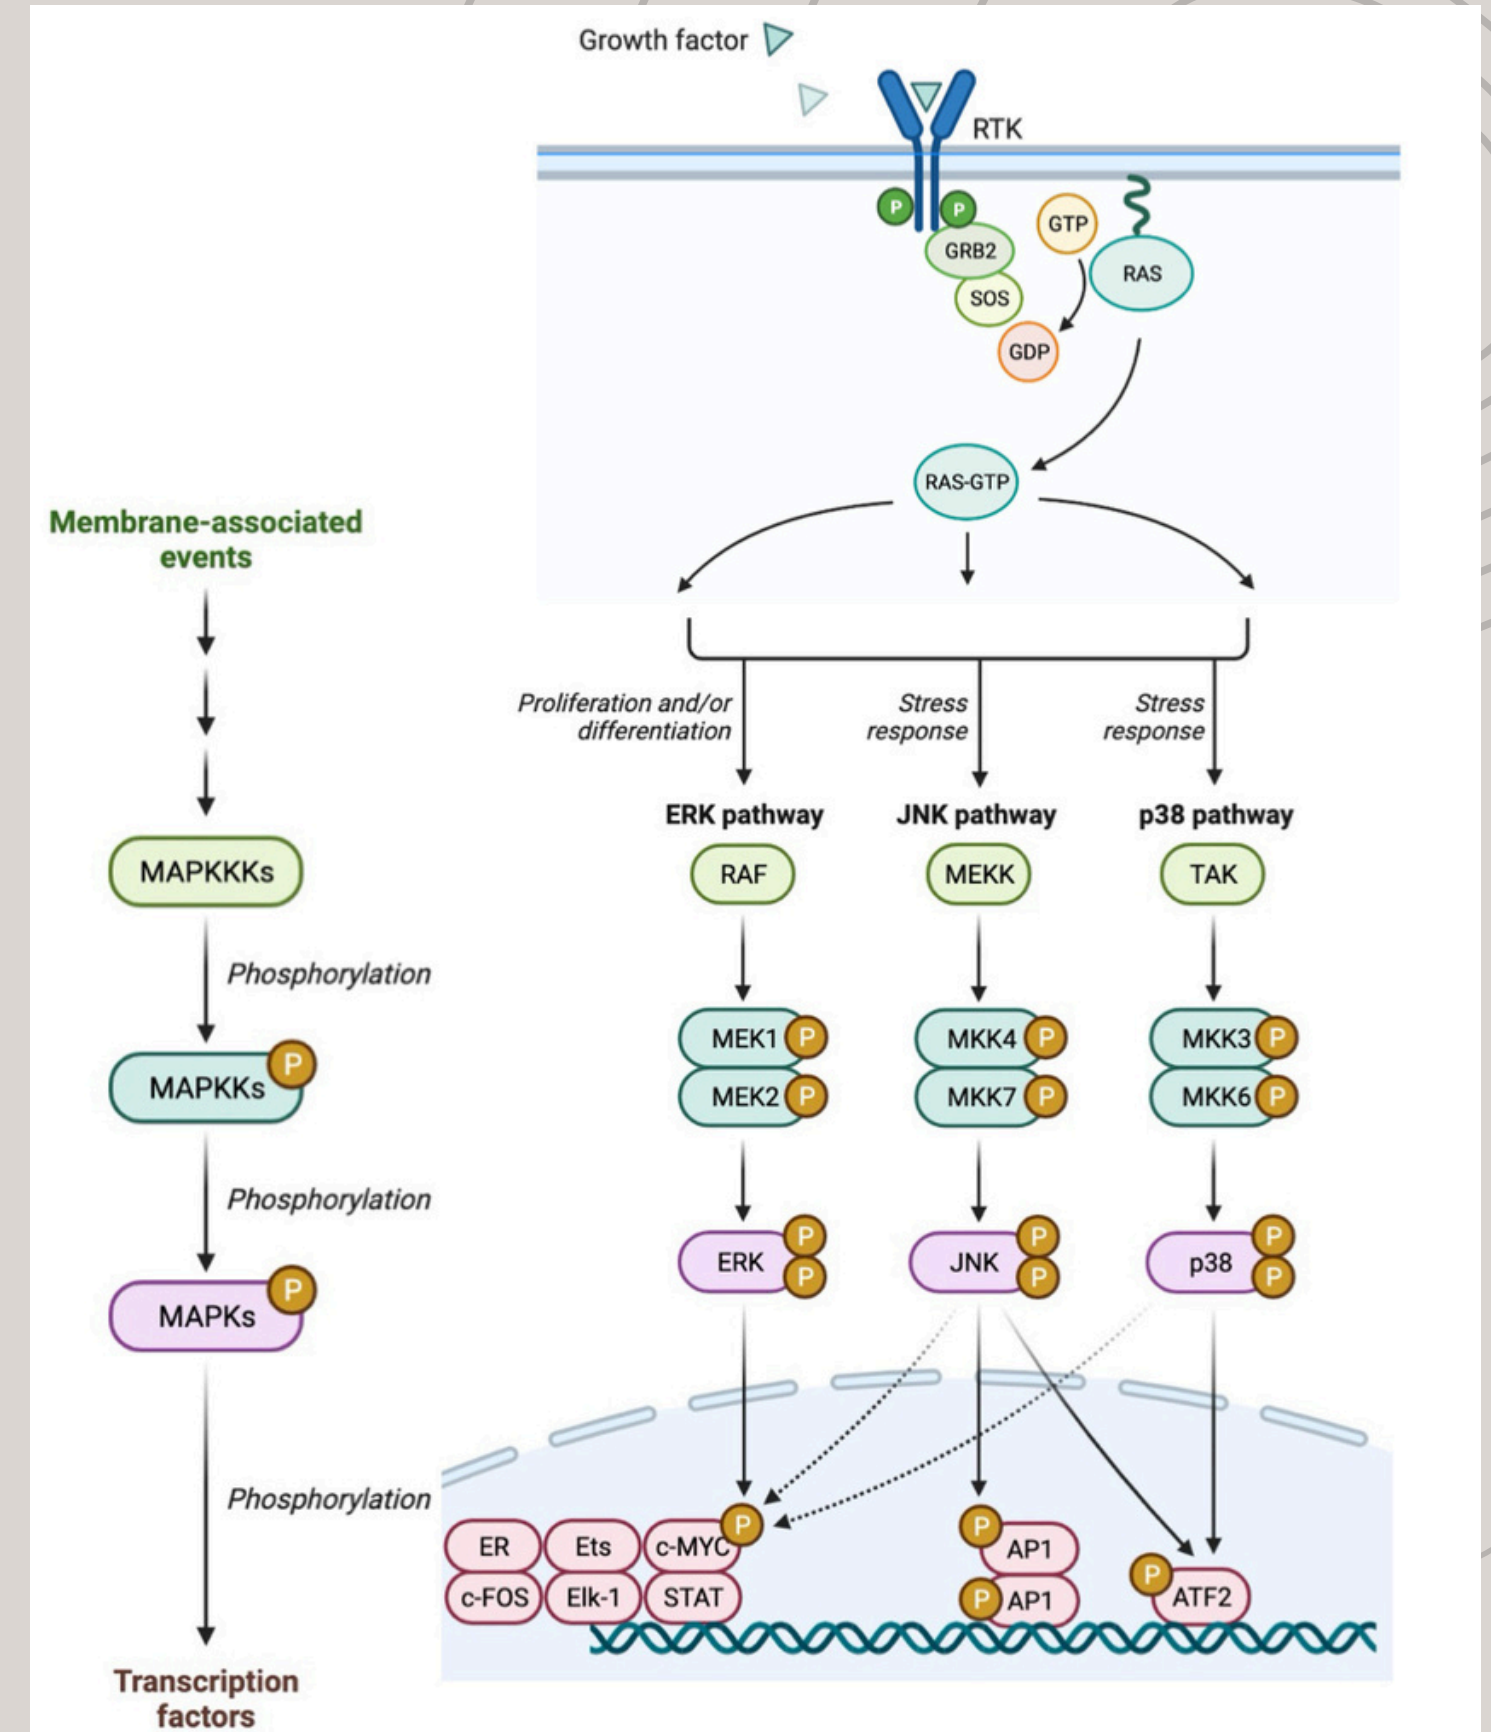 Growth factor
RTK
P
P
GTP
GRB2
RAS
SOS
GDP
RAS-GTP
Membrane-associated
events
Proliferation and/or
differentiation
Stress
response
Stress
response
ERK pathway
JNK pathway
p38 pathway
MAPKKKs
RAF
MEKK
TAK
Phosphorylation
MAPKKs
P
MEK1 P
MEK2 P
MKK4 P
MKK7 P
MKK3 P
MKK6 P
Phosphorylation
MAPKs
P
ERK
P
P
JNK
P
P
p38
P
P
Phosphorylation
ER
Ets
c-MYC
P
c-FOS
Elk-1
STAT
P
AP1
P
AP1
P
ATF2
Transcription
factors